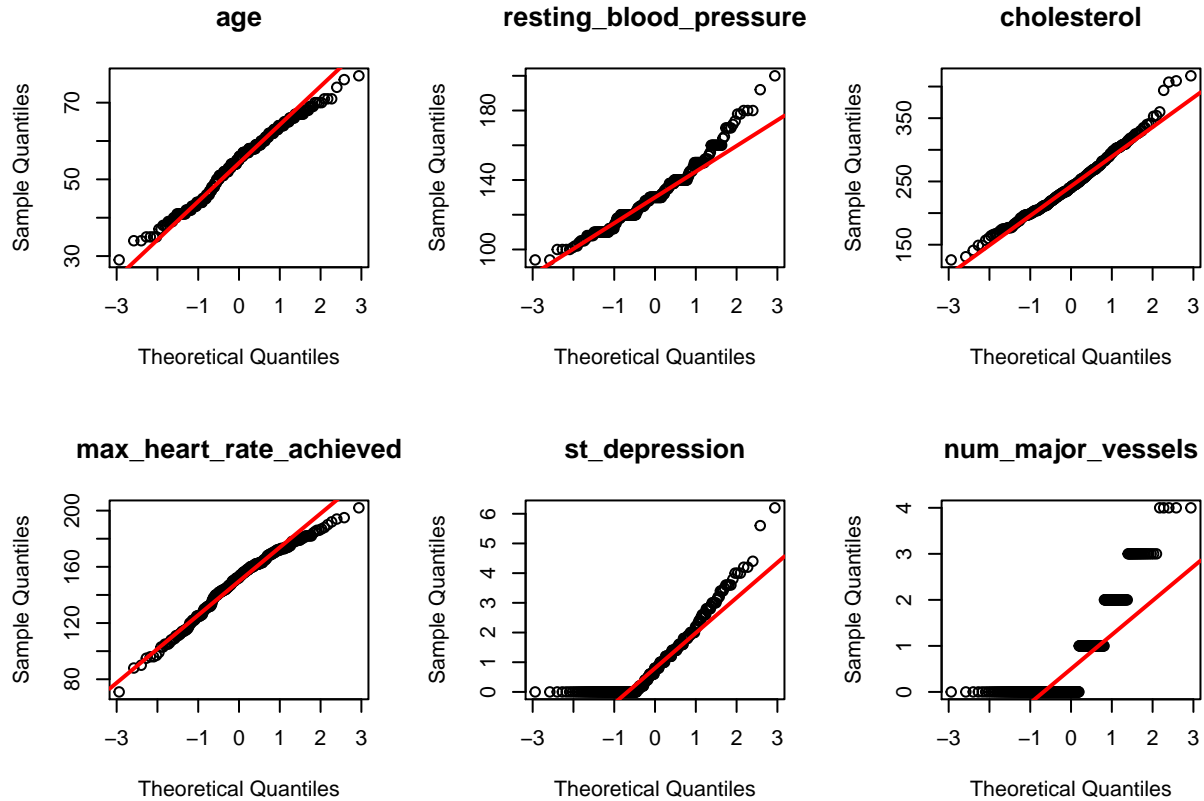 age
resting_blood_pressure
cholesterol
Sample Quantiles
30 50 70
−3 −1 0 1 2 3
Theoretical Quantiles
Sample Quantiles
100 140 180
−3 −1 0 1 2 3
Theoretical Quantiles
Sample Quantiles
150 250 350
−3 −1 0 1 2 3
Theoretical Quantiles
max_heart_rate_achieved
st_depression
num_major_vessels
Sample Quantiles
80 120 160 200
−3 −1 0 1 2 3
Theoretical Quantiles
Sample Quantiles
0 1 2 3 4 5 6
−3 −1 0 1 2 3
Theoretical Quantiles
Sample Quantiles
0 1 2 3 4
−3 −1 0 1 2 3
Theoretical Quantiles